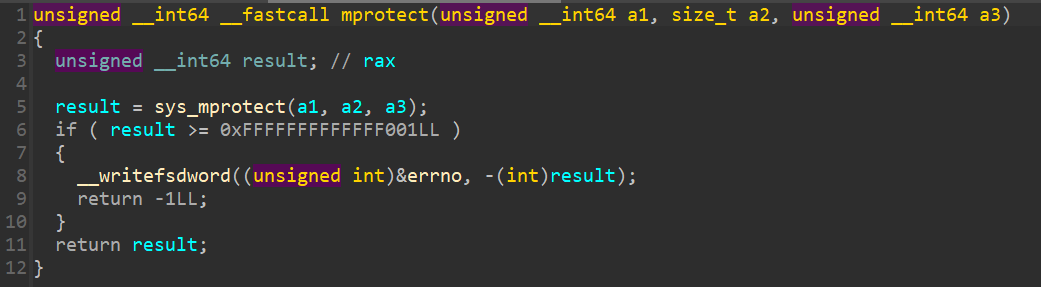 1 unsigned __int64 __fastcall mprotect(unsigned __int64 a1, size_t a2, unsigned __int64 a3)
2 {
3   unsigned __int64 result; // rax
4
5   result = sys_mprotect(a1, a2, a3);
6   if ( result >= 0xFFFFFFFFFFFFF001LL )
7   {
8     __writefsdword((unsigned int)&errno, -(int)result);
9     return -1LL;
10   }
11   return result;
12 }